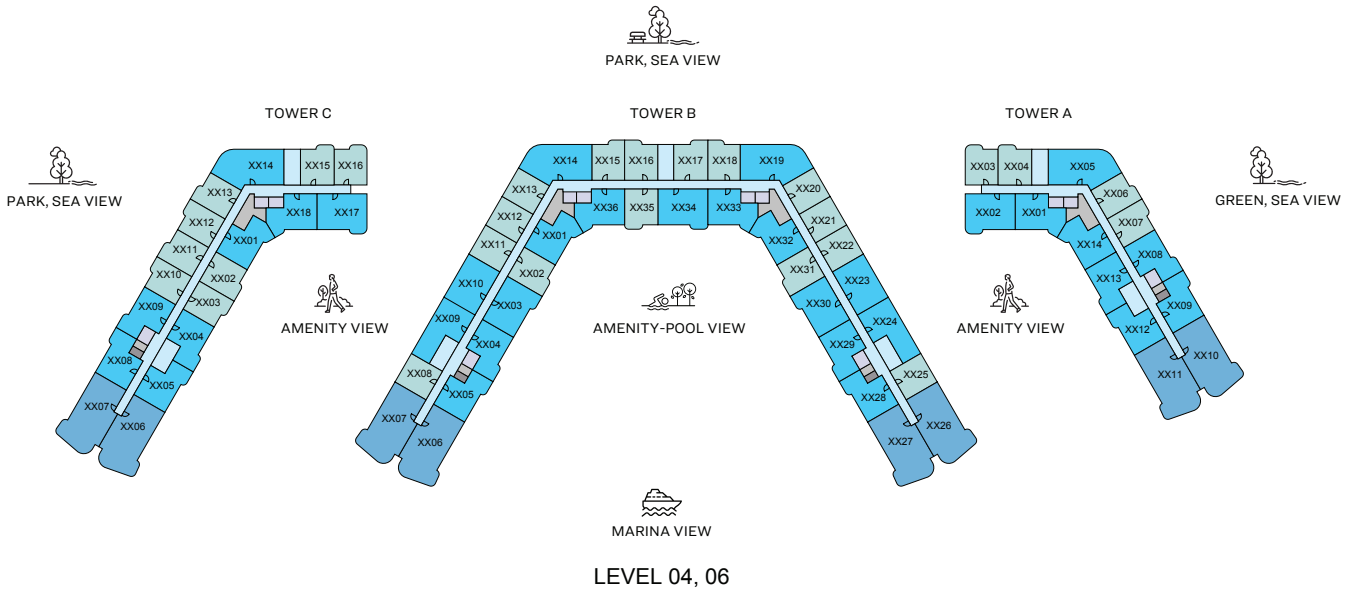 PARK, SEA VIEW
TOWER C
TOWER B
TOWER A
PARK, SEA VIEW
GREEN, SEA VIEW
XX14
XX15
XX16
XX13
XX12
XX11
XX10
XX09
XX08
XX07
XX06
XX05
XX04
XX03
XX02
XX01
XX18
XX17
XX14
XX15
XX16
XX17
XX18
XX19
XX13
XX12
XX11
XX10
XX09
XX08
XX07
XX06
XX05
XX04
XX03
XX02
XX01
XX36
XX35
XX34
XX33
XX32
XX31
XX30
XX29
XX28
XX27
XX26
XX25
XX24
XX23
XX22
XX21
XX20
XX03
XX04
XX05
XX02
XX01
XX06
XX07
XX14
XX08
XX13
XX09
XX12
XX10
XX11
AMENITY VIEW
AMENITY-POOL VIEW
AMENITY VIEW
MARINA VIEW
LEVEL 04, 06